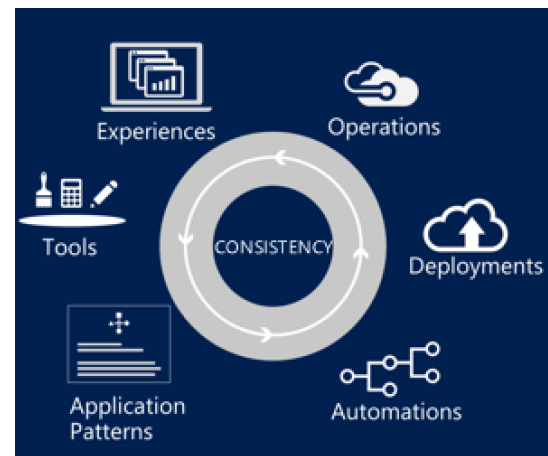 Experiences
Operations
Tools
CONSISTENCY
Deployments
Application
Patterns
Automations